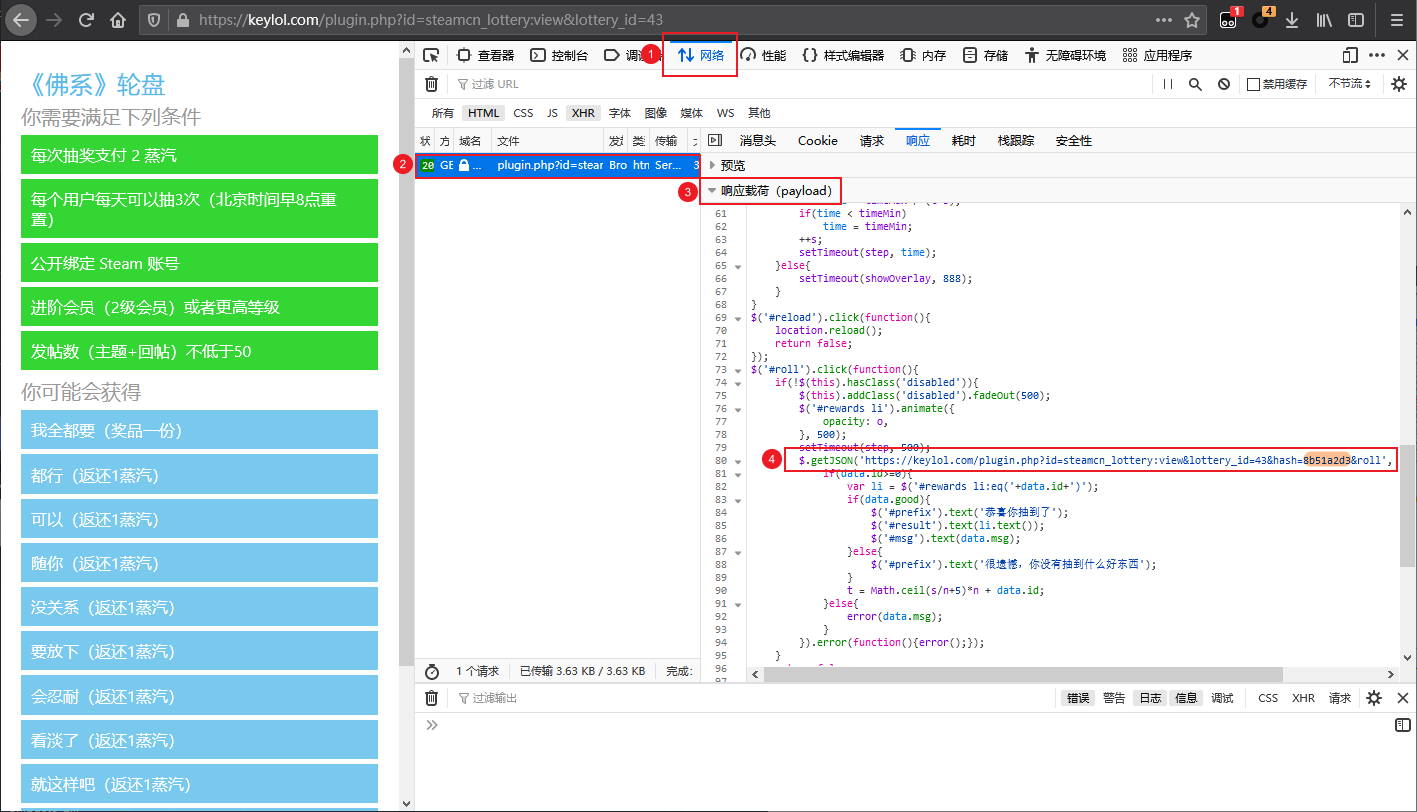 https://keylol.com/plugin.php?id=steamcn_lottery:view&lottery_id=43
1
4
《佛系》轮盘
你需要满足下列条件
每次抽奖支付 2 蒸汽
每个用户每天可以抽3次（北京时间早8点重
置）
公开绑定 Steam 账号
进阶会员（2级会员）或者更高等级
发帖数（主题+回帖）不低于50
你可能会获得
我全都要（奖品一份）
都行（返还1蒸汽）
可以（返还1蒸汽）
随你（返还1蒸汽）
没关系（返还1蒸汽）
要放下（返还1蒸汽）
会忍耐（返还1蒸汽）
看淡了（返还1蒸汽）
就这样吧（返还1蒸汽）
查看器 控制台 1 网络 性能 {} 样式编辑器 内存 存储 无障碍环境 应用程序
过滤 URL
禁用缓存 不节流
所有 HTML CSS JS XHR 字体 图像 媒体 WS 其他
状 方 域名 文件 类 传输
消息头 Cookie 请求 响应 耗时 栈跟踪 安全性
2 20 GE ... plugin.php?id=stear Bro htn Ser... 3
预览
3 响应载荷（payload）
61 if(time < timeMin)
62 time = timeMin;
63 ++s;
64 setTimeout(step, time);
65 }else{
66 setTimeout(showOverlay, 888);
67 }
68 }
69 $('#reload').click(function(){
70 location.reload();
71 return false;
72 });
73 $('#roll').click(function(){
74 if(!$(this).hasClass('disabled')){
75 $(this).addClass('disabled').fadeOut(500);
76 $('#rewards li').animate({
77 opacity: 0,
78 }, 500);
79 setTimeout(step, 500);
4 80 $.getJSON('https://keylol.com/plugin.php?id=steamcn_lottery:view&lottery_id=43&hash=8b51a2d3&roll',
81 if(data.id>=0){
82 var li = $('#rewards li:eq('+data.id+')');
83 if(data.good){
84 $('#prefix').text('恭喜你抽到了');
85 $('#result').text(li.text());
86 $('#msg').text(data.msg);
87 }else{
88 $('#prefix').text('很遗憾，你没有抽到什么好东西');
89 }
90 t = Math.ceil(s/n+5)*n + data.id;
91 }else{
92 error(data.msg);
93 }
94 }).error(function(){error();});
95 }
96
1 个请求 已传输 3.63 KB / 3.63 KB 完成:
过滤输出
错误 警告 日志 信息 调试 CSS XHR 请求